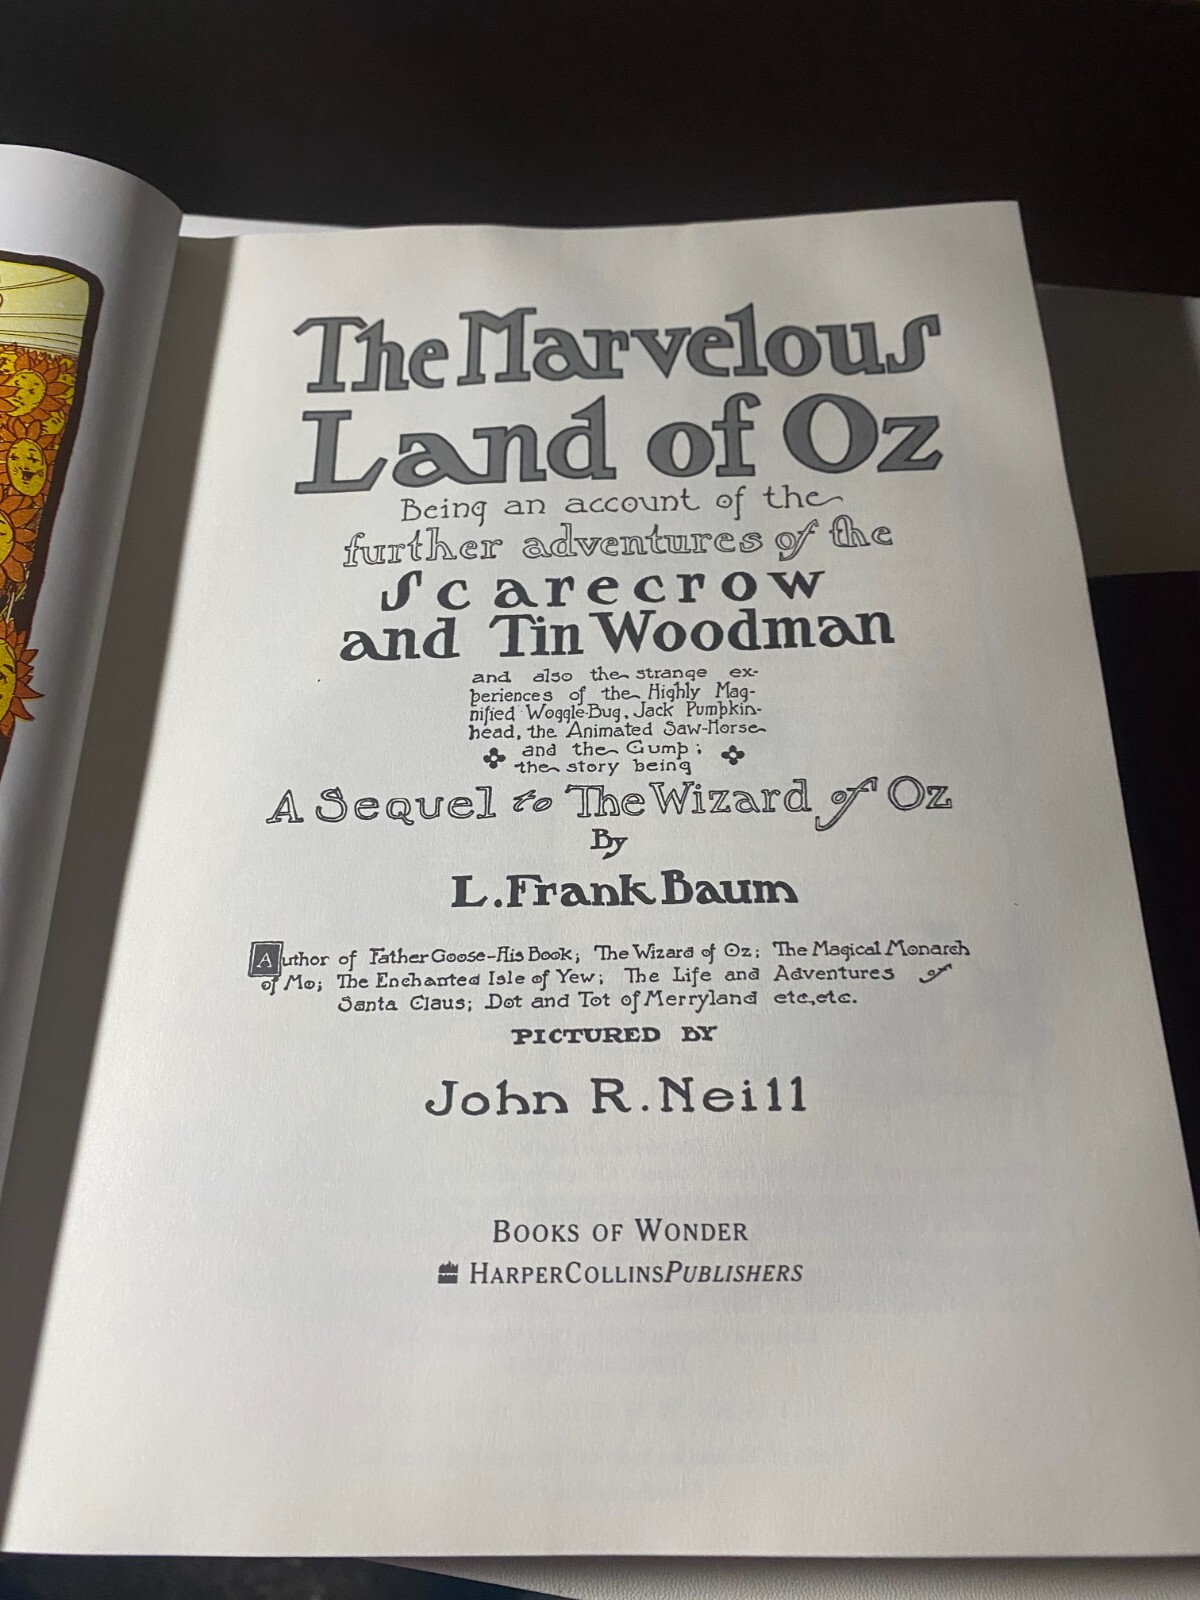 The Marvelous
Land of Oz
Being an account of the
further adventures of the
Scarecrow
and Tin Woodman
and also the strange ex-
periences of the Highly Mag-
nified Woggle-Bug, Jack Pumpkin-
head, the Animated Saw-Horse
and the Gump;
the story being
A Sequel to The Wizard of Oz
By
L. Frank Baum
Author of Father Goose-His Book; The Wizard of Oz; The Magical Monarch
of Mo; The Enchanted Isle of Yew; The Life and Adventures of
Santa Claus; Dot and Tot of Merryland etc, etc.
PICTURED BY
John R. Neill
BOOKS OF WONDER
HARPERCOLLINSPUBLISHERS